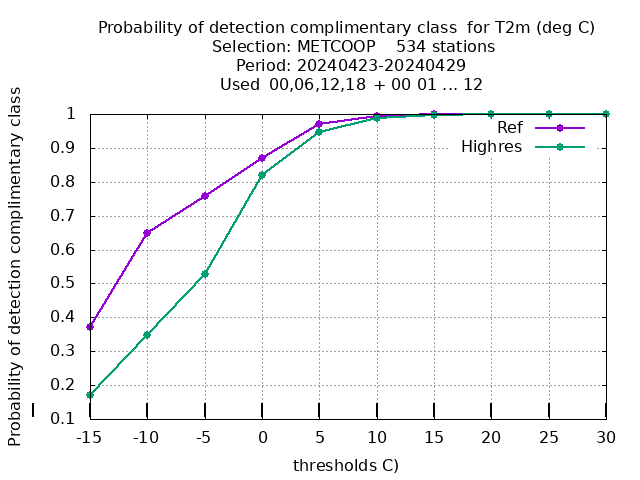 Probability of detection complimentary class for T2m (deg C)
Selection: METCOOP 534 stations
Period: 20240423-20240429
Used 00,06,12,18 + 00 01 ... 12
Probability of detection complimentary class
1
0.9
0.8
0.7
0.6
0.5
0.4
0.3
0.2
0.1
Ref
Highres
-15 -10 -5 0 5 10 15 20 25 30
thresholds C)